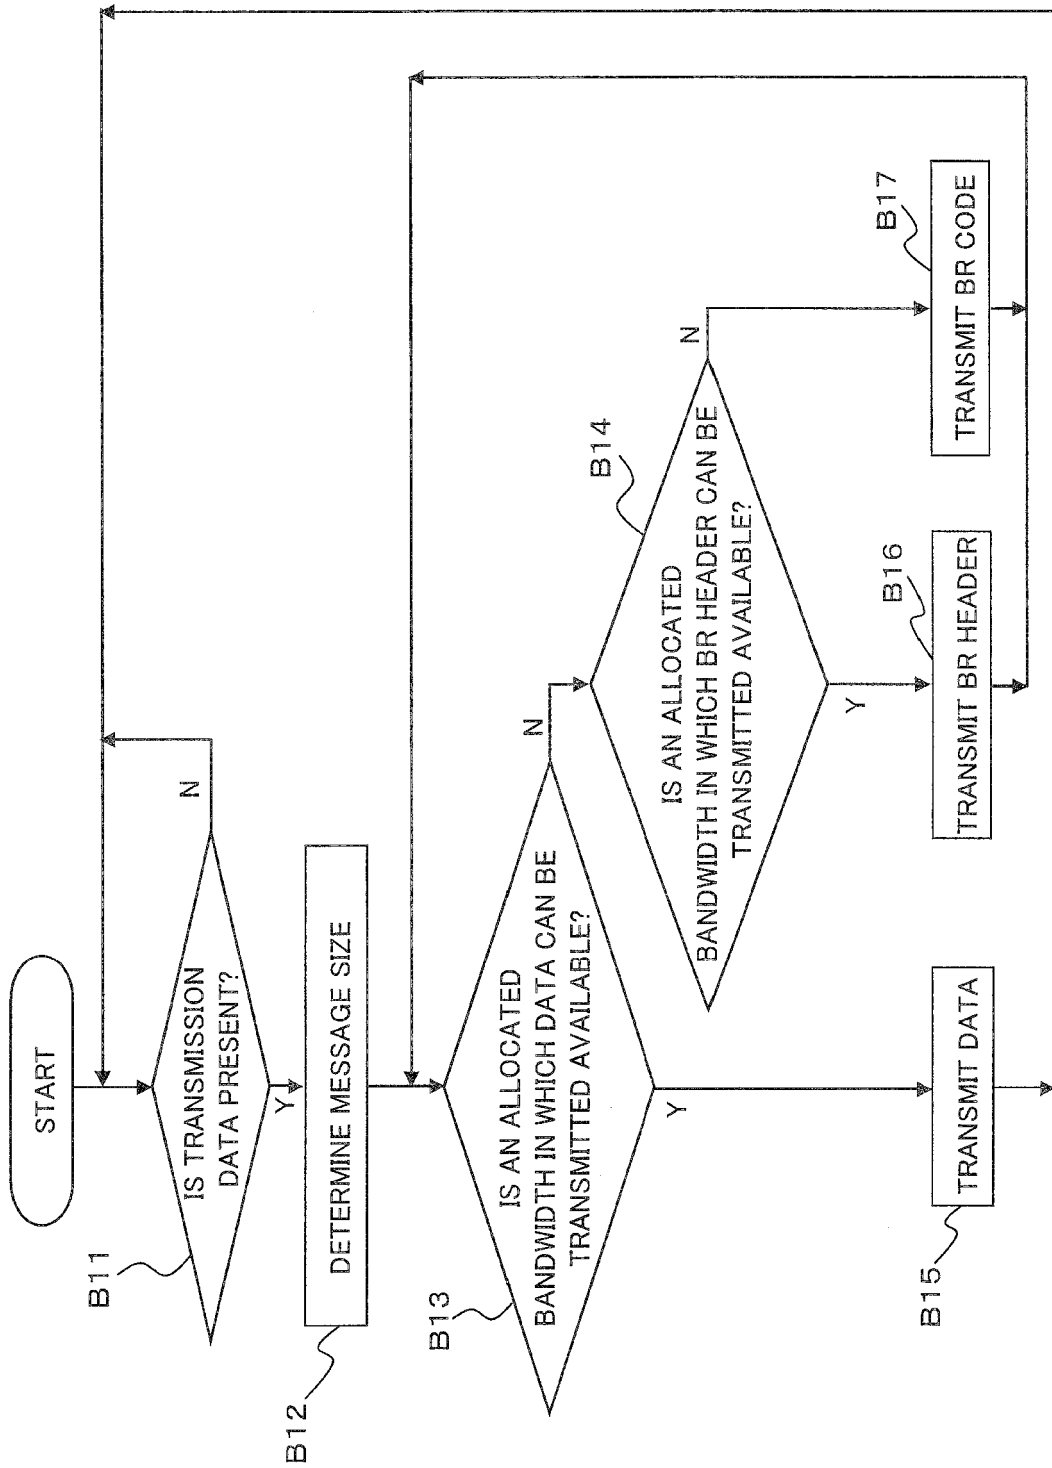 START
B11
IS TRANSMISSION
DATA PRESENT?
N
Y
B12
DETERMINE MESSAGE SIZE
B13
IS AN ALLOCATED
BANDWIDTH IN WHICH DATA CAN BE
TRANSMITTED AVAILABLE?
N
Y
B14
IS AN ALLOCATED
BANDWIDTH IN WHICH BR HEADER CAN BE
TRANSMITTED AVAILABLE?
N
Y
B15
TRANSMIT DATA
B16
TRANSMIT BR HEADER
B17
TRANSMIT BR CODE